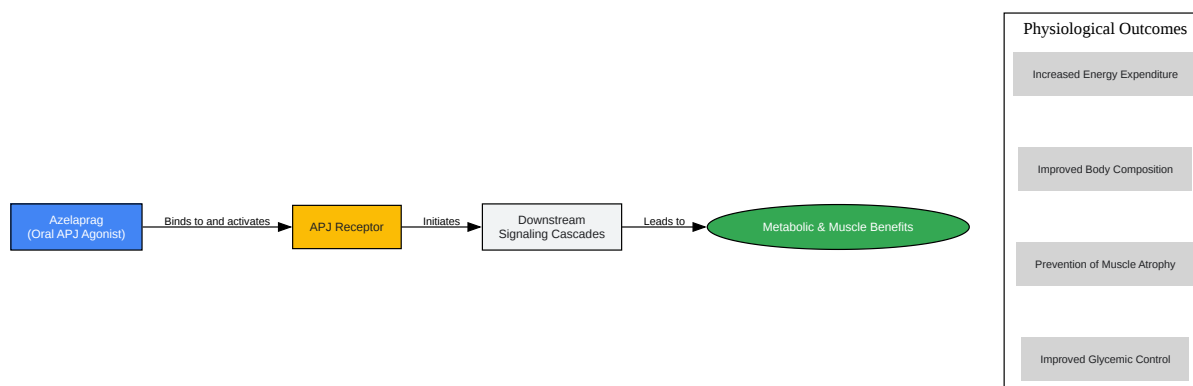 Physiological Outcomes
Increased Energy Expenditure
Improved Body Composition
Azelaprag
(Oral APJ Agonist)
Binds to and activates
APJ Receptor
Initiates
Downstream
Signaling Cascades
Leads to
Metabolic & Muscle Benefits
Prevention of Muscle Atrophy
Improved Glycemic Control